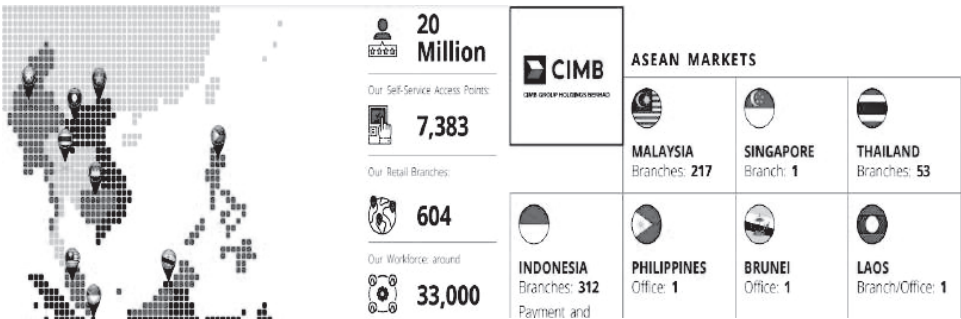 20
Million
Our Self-Service Access Points:
7,383
Our Retail Branches:
604
Our Workforce: around
33,000
CIMB
CIMB GROUP HOLDINGS BERHAD
ASEAN MARKETS
MALAYSIA
Branches: 217
SINGAPORE
Branch: 1
THAILAND
Branches: 53
INDONESIA
Branches: 312
Payment and
PHILIPPINES
Office: 1
BRUNEI
Office: 1
LAOS
Branch/Office: 1